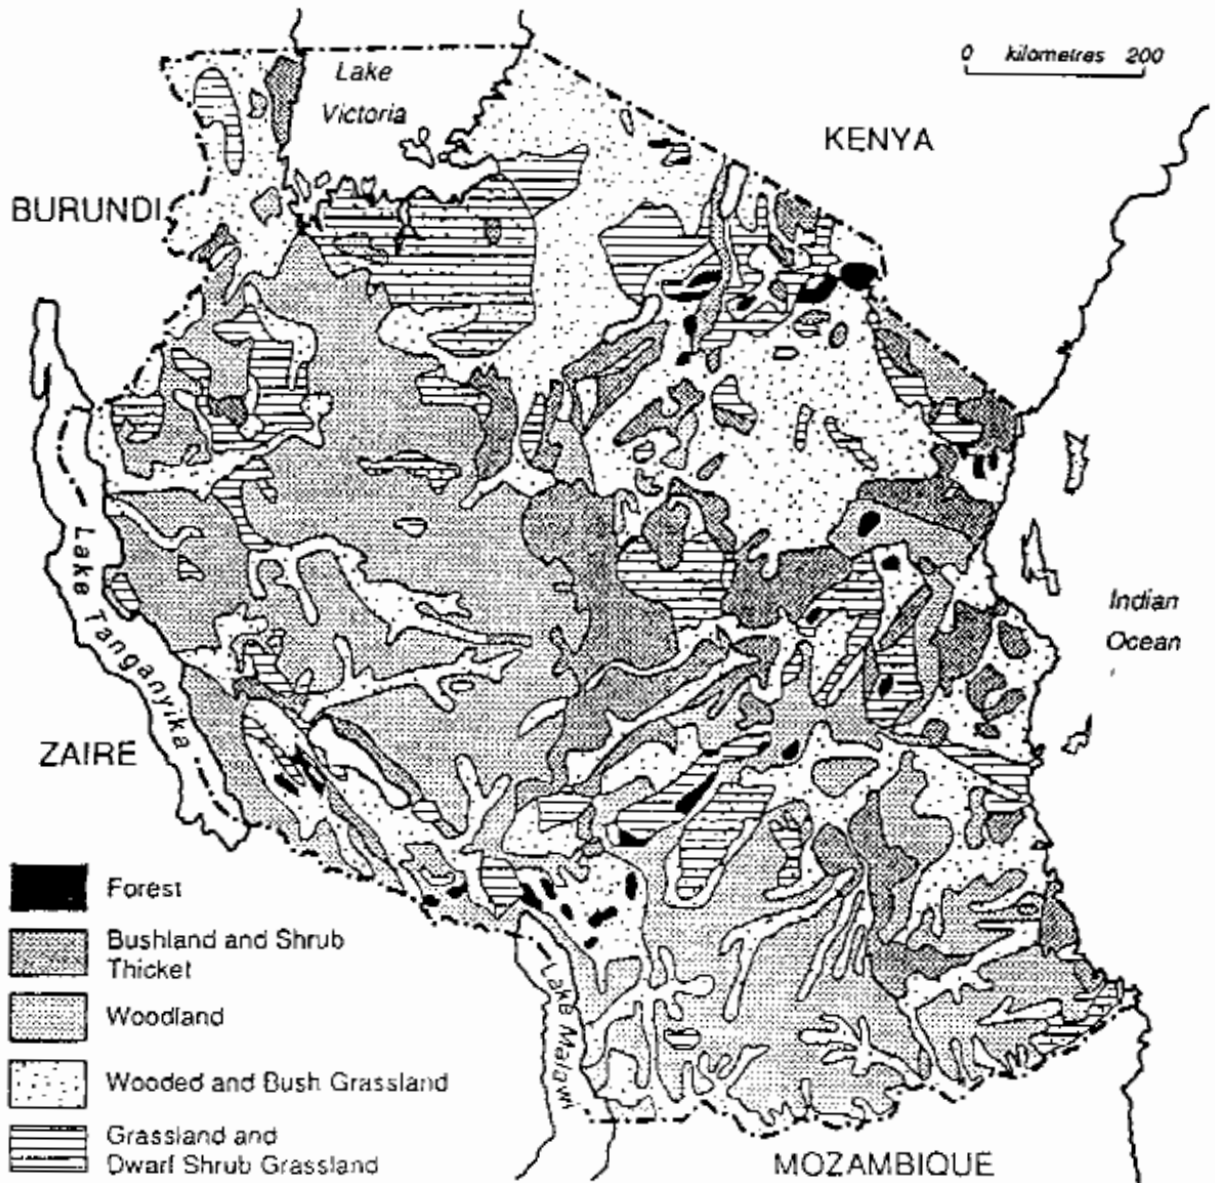 0 kilometres 200
Lake
Victoria
KENYA
BURUNDI
Lake Tanganyika
Indian
Ocean
ZAIRE
Forest
Bushland and Shrub
Thicket
Woodland
Wooded and Bush Grassland
Grassland and
Dwarf Shrub Grassland
Lake Malawi
MOZAMBIQUE